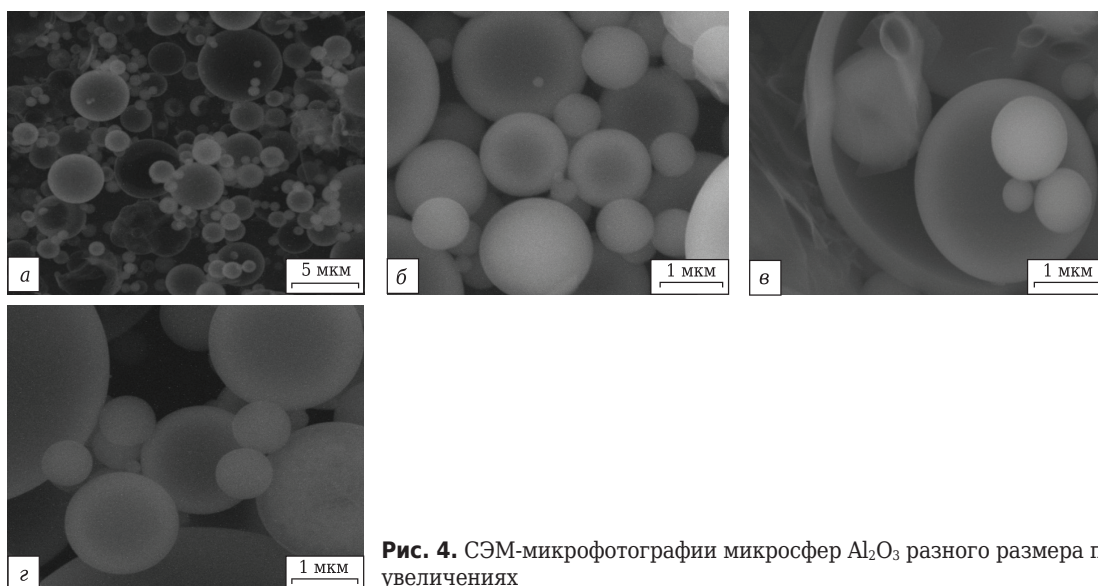 а
5 мкм
б
1 мкм
в
1 мкм
г
1 мкм
Рис. 4. СЭМ-микрофотографии микросфер Al₂O₃ разного размера
увеличениях